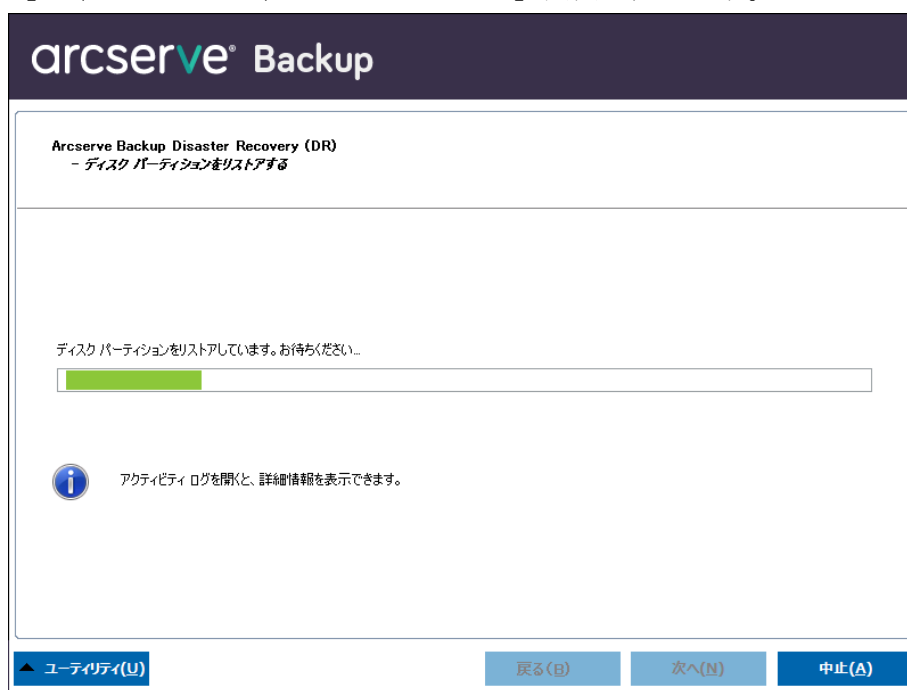 arcserve® Backup
Arcserve Backup Disaster Recovery (DR)
- ディスク パーティションをリストアする
ディスク パーティションをリストアしています。お待ちください...
アクティビティ ログを開くと、詳細情報を表示できます。
▲ ユーティリティ(U) 戻る(B) 次へ(N) 中止(A)